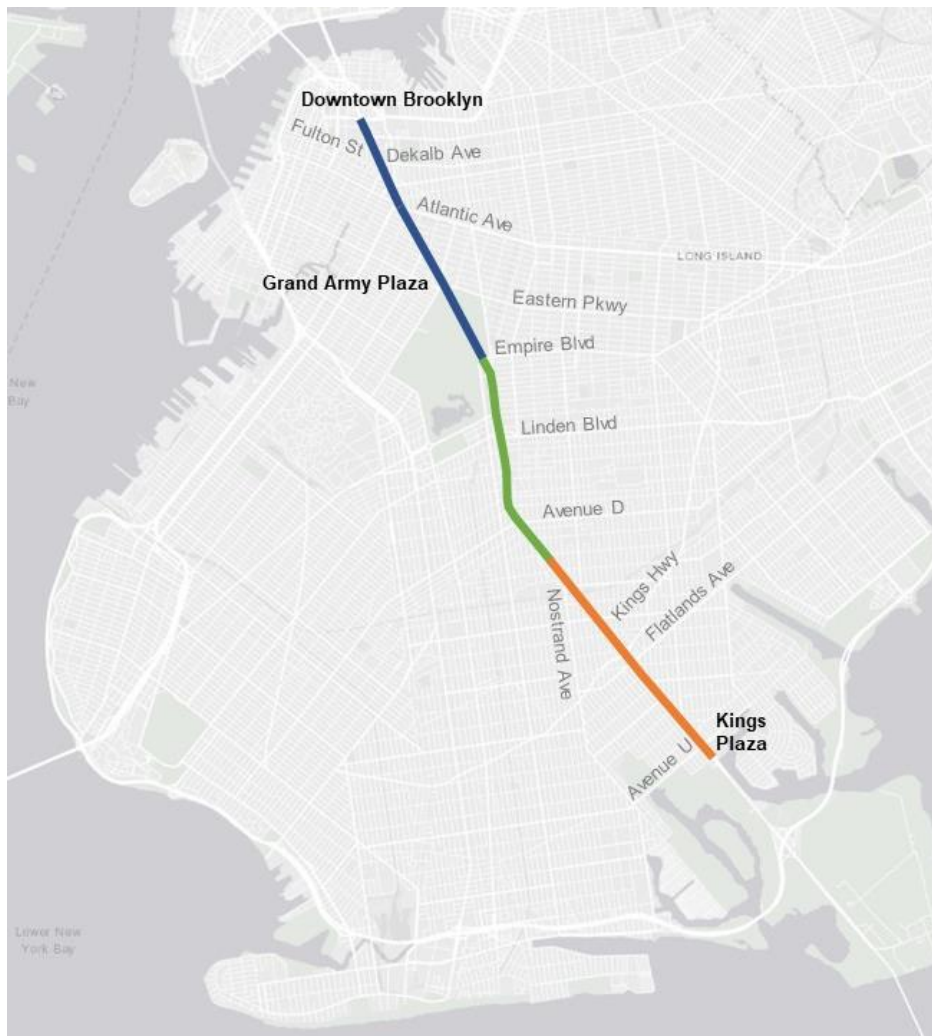 Downtown Brooklyn
Fulton St
Dekalb Ave
Atlantic Ave
LONG ISLAND
Grand Army Plaza
Eastern Pkwy
Empire Blvd
New
Bay
Linden Blvd
Avenue D
Kings Hwy
Flatlands Ave
Nostrand Ave
Kings
Plaza
Avenue U
Lower New
York Bay